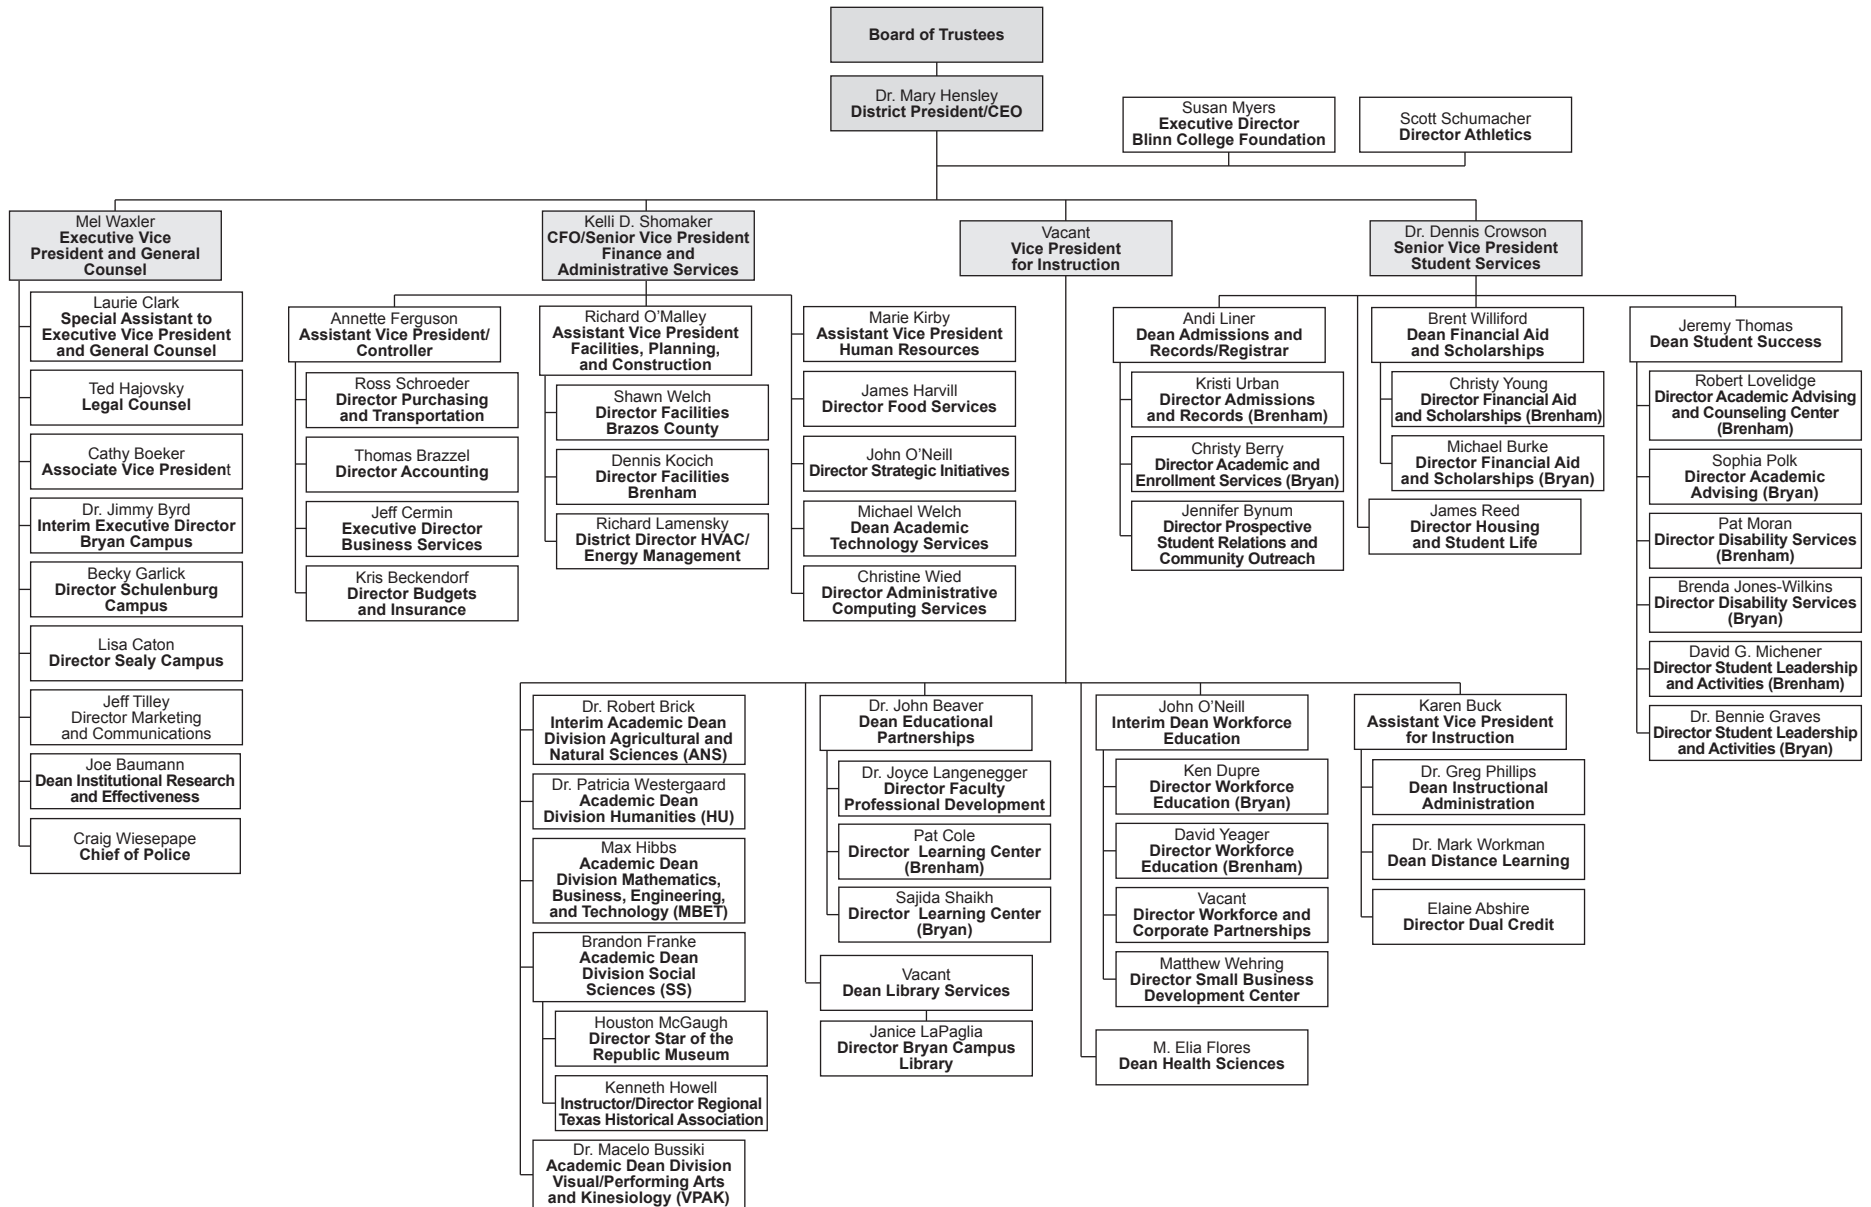 Board of Trustees
Dr. Mary Hensley
District President/CEO
Susan Myers
Executive Director
Blinn College Foundation
Scott Schumacher
Director Athletics
Mel Waxler
Executive Vice
President and General
Counsel
Laurie Clark
Special Assistant to
Executive Vice President
and General Counsel
Ted Hajovsky
Legal Counsel
Cathy Boeker
Associate Vice President
Dr. Jimmy Byrd
Interim Executive Director
Bryan Campus
Becky Garlick
Director Schulenburg
Campus
Lisa Caton
Director Sealy Campus
Jeff Tilley
Director Marketing
and Communications
Joe Baumann
Dean Institutional Research
and Effectiveness
Craig Wiesepape
Chief of Police
Kelli D. Shomaker
CFO/Senior Vice President
Finance and
Administrative Services
Annette Ferguson
Assistant Vice President/
Controller
Ross Schroeder
Director Purchasing
and Transportation
Thomas Brazzel
Director Accounting
Jeff Cermin
Executive Director
Business Services
Kris Beckendorf
Director Budgets
and Insurance
Richard O’Malley
Assistant Vice President
Facilities, Planning,
and Construction
Shawn Welch
Director Facilities
Brazos County
Dennis Kocich
Director Facilities
Brenham
Richard Lamensky
District Director HVAC/
Energy Management
Marie Kirby
Assistant Vice President
Human Resources
James Harvill
Director Food Services
John O’Neill
Director Strategic Initiatives
Michael Welch
Dean Academic
Technology Services
Christine Wied
Director Administrative
Computing Services
Vacant
Vice President
for Instruction
Dr. Robert Brick
Interim Academic Dean
Division Agricultural and
Natural Sciences (ANS)
Dr. Patricia Westergaard
Academic Dean
Division Humanities (HU)
Max Hibbs
Academic Dean
Division Mathematics,
Business, Engineering,
and Technology (MBET)
Brandon Franke
Academic Dean
Division Social
Sciences (SS)
Houston McGaugh
Director Star of the
Republic Museum
Kenneth Howell
Instructor/Director Regional
Texas Historical Association
Dr. Macelo Bussiki
Academic Dean Division
Visual/Performing Arts
and Kinesiology (VPAK)
Dr. John Beaver
Dean Educational
Partnerships
Dr. Joyce Langenegger
Director Faculty
Professional Development
Pat Cole
Director Learning Center
(Brenham)
Sajida Shaikh
Director Learning Center
(Bryan)
Vacant
Dean Library Services
Janice LaPaglia
Director Bryan Campus
Library
John O’Neill
Interim Dean Workforce
Education
Ken Dupre
Director Workforce
Education (Bryan)
David Yeager
Director Workforce
Education (Brenham)
Vacant
Director Workforce and
Corporate Partnerships
Matthew Wehring
Director Small Business
Development Center
M. Elia Flores
Dean Health Sciences
Karen Buck
Assistant Vice President
for Instruction
Dr. Greg Phillips
Dean Instructional
Administration
Dr. Mark Workman
Dean Distance Learning
Elaine Abshire
Director Dual Credit
Dr. Dennis Crowson
Senior Vice President
Student Services
Andi Liner
Dean Admissions and
Records/Registrar
Kristi Urban
Director Admissions
and Records (Brenham)
Christy Berry
Director Academic and
Enrollment Services (Bryan)
Jennifer Bynum
Director Prospective
Student Relations and
Community Outreach
Brent Williford
Dean Financial Aid
and Scholarships
Christy Young
Director Financial Aid
and Scholarships (Brenham)
Michael Burke
Director Financial Aid
and Scholarships (Bryan)
James Reed
Director Housing
and Student Life
Jeremy Thomas
Dean Student Success
Robert Lovelidge
Director Academic Advising
and Counseling Center
(Brenham)
Sophia Polk
Director Academic
Advising (Bryan)
Pat Moran
Director Disability Services
(Brenham)
Brenda Jones-Wilkins
Director Disability Services
(Bryan)
David G. Michener
Director Student Leadership
and Activities (Brenham)
Dr. Bennie Graves
Director Student Leadership
and Activities (Bryan)